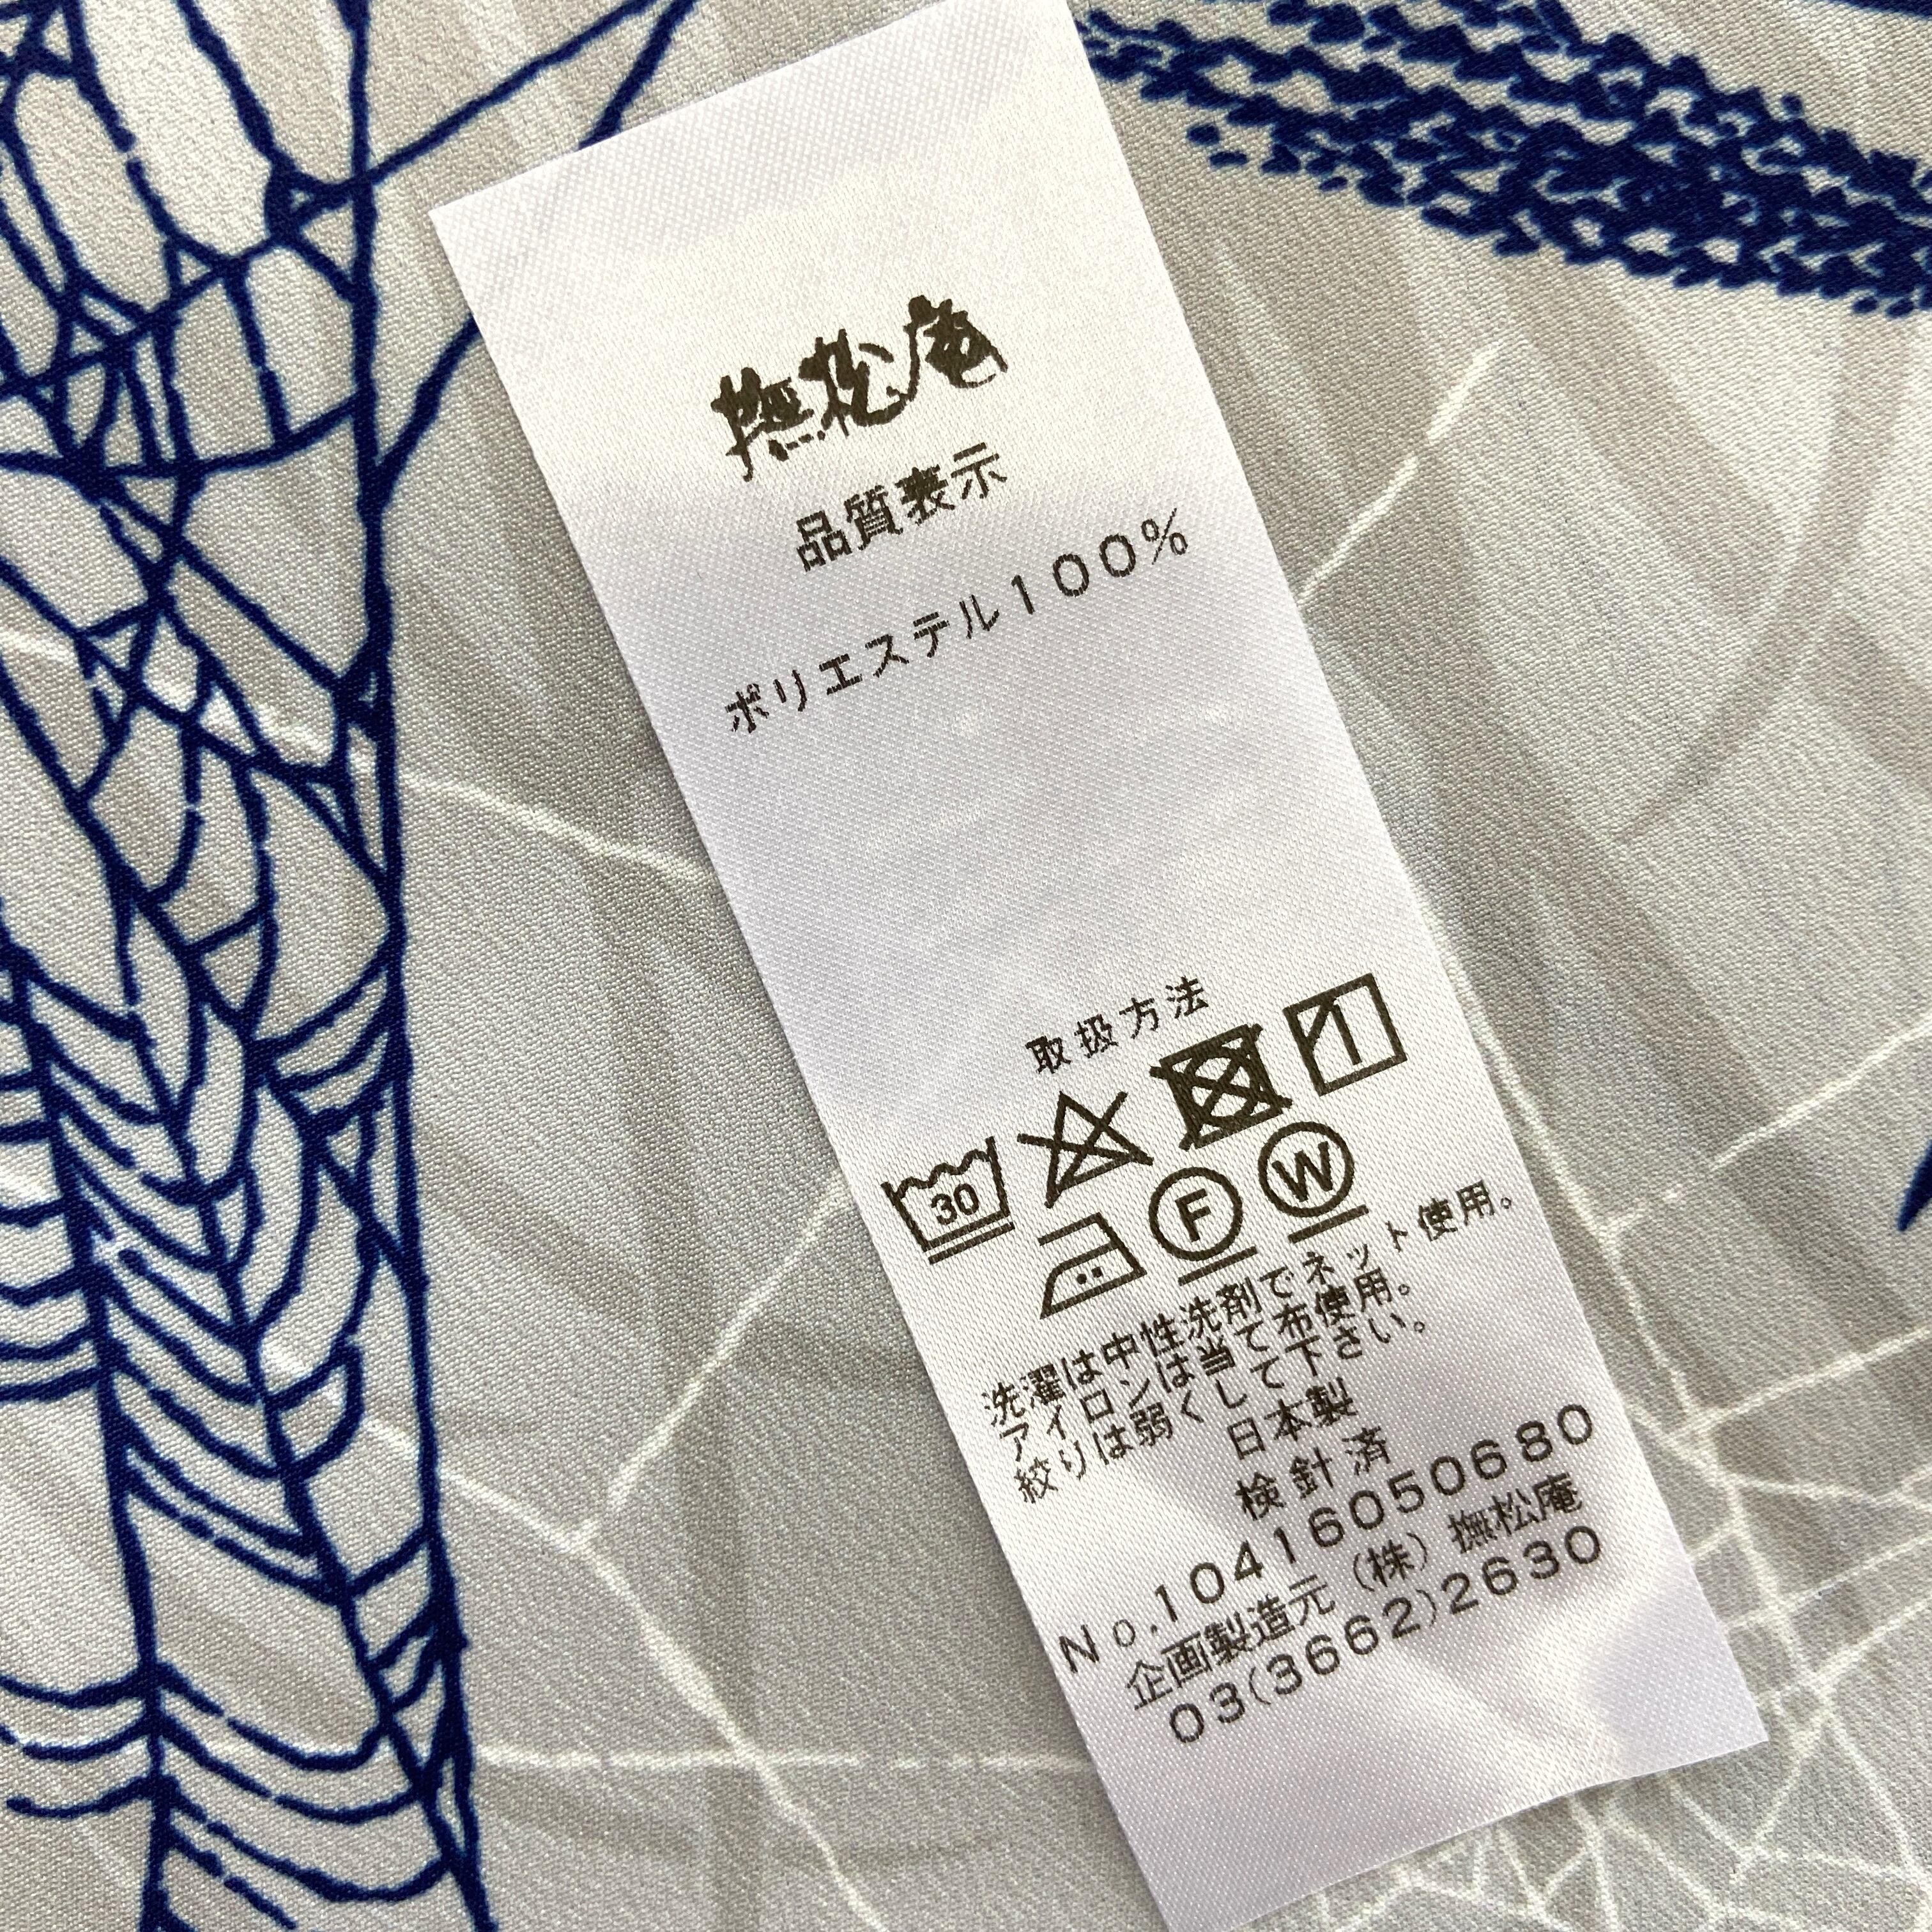 撫松庵
品質表示
ポリエステル100%
取扱方法
30
F W
洗濯は中性洗剤でネット使用。
アイロンは当て布使用。
絞りは弱くして下さい。
日本製
検針済
No.10416050680
企画製造元(株)撫松庵
03(3662)2630